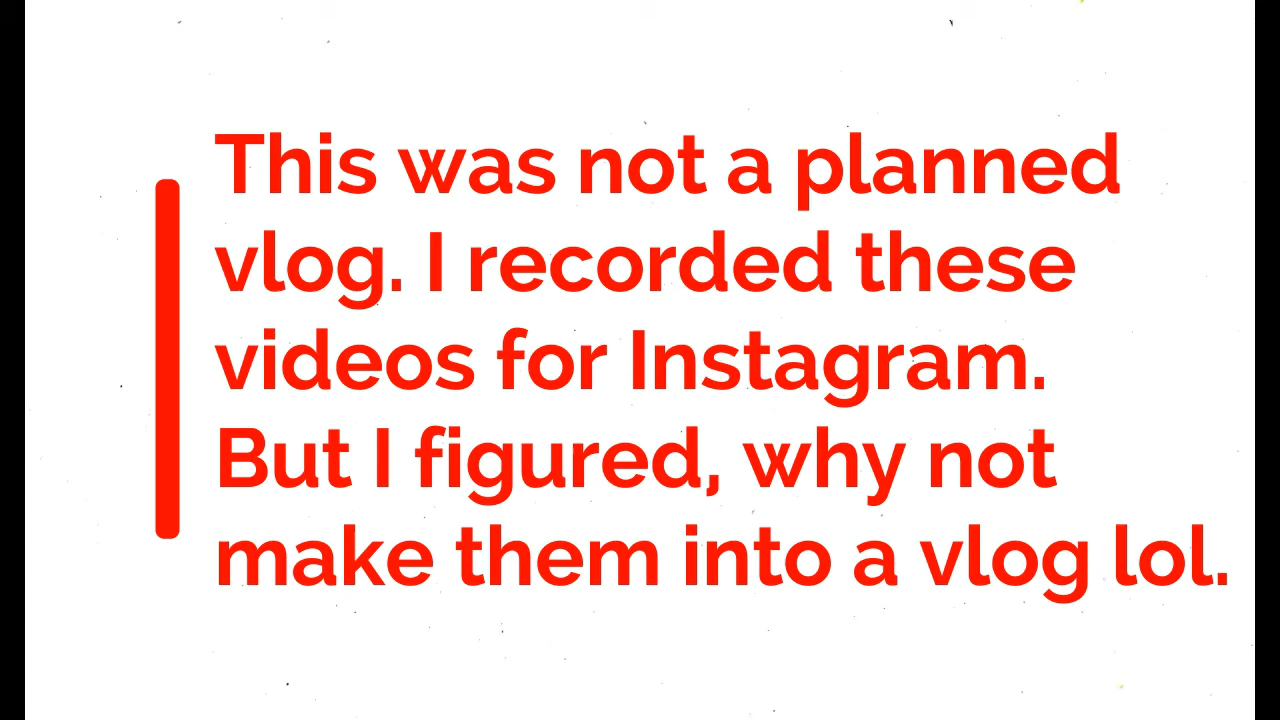 This was not a planned
vlog. I recorded these
videos for Instagram.
But I figured, why not
make them into a vlog lol.